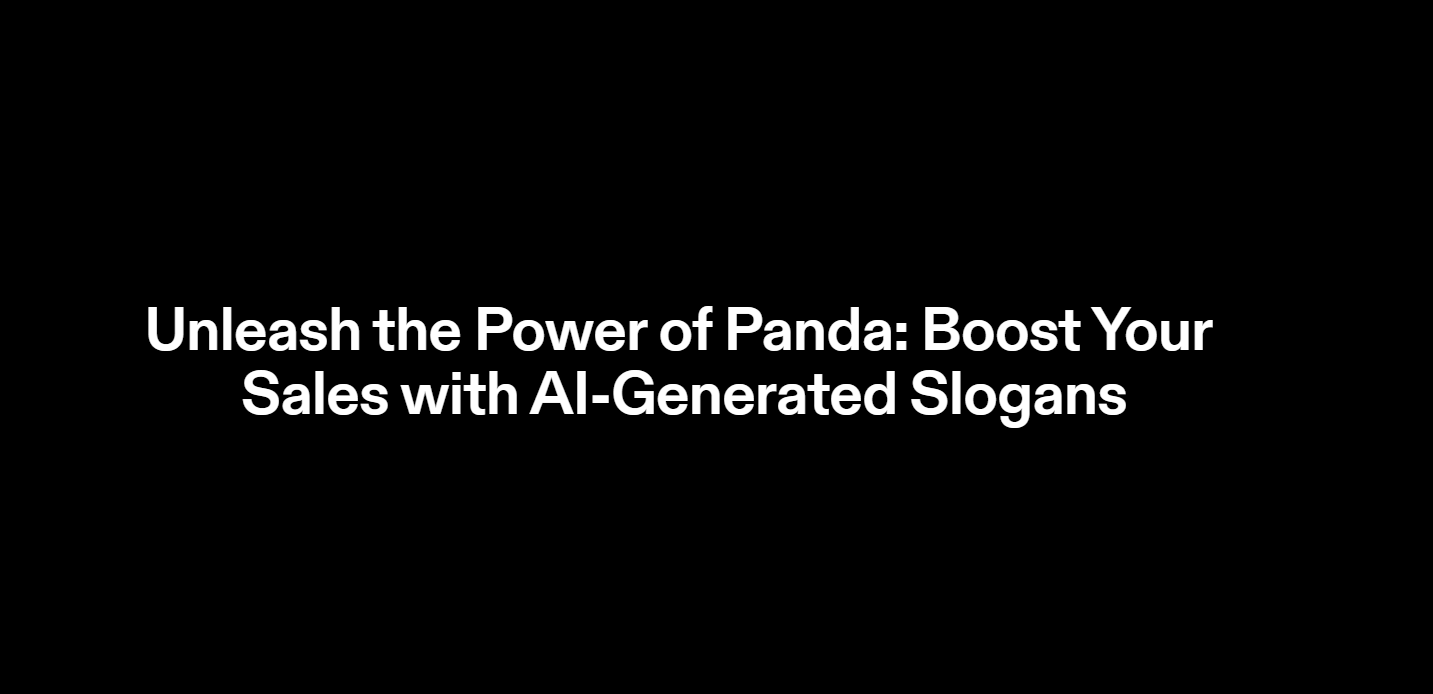 Unleash the Power of Panda: Boost Your
Sales with AI-Generated Slogans